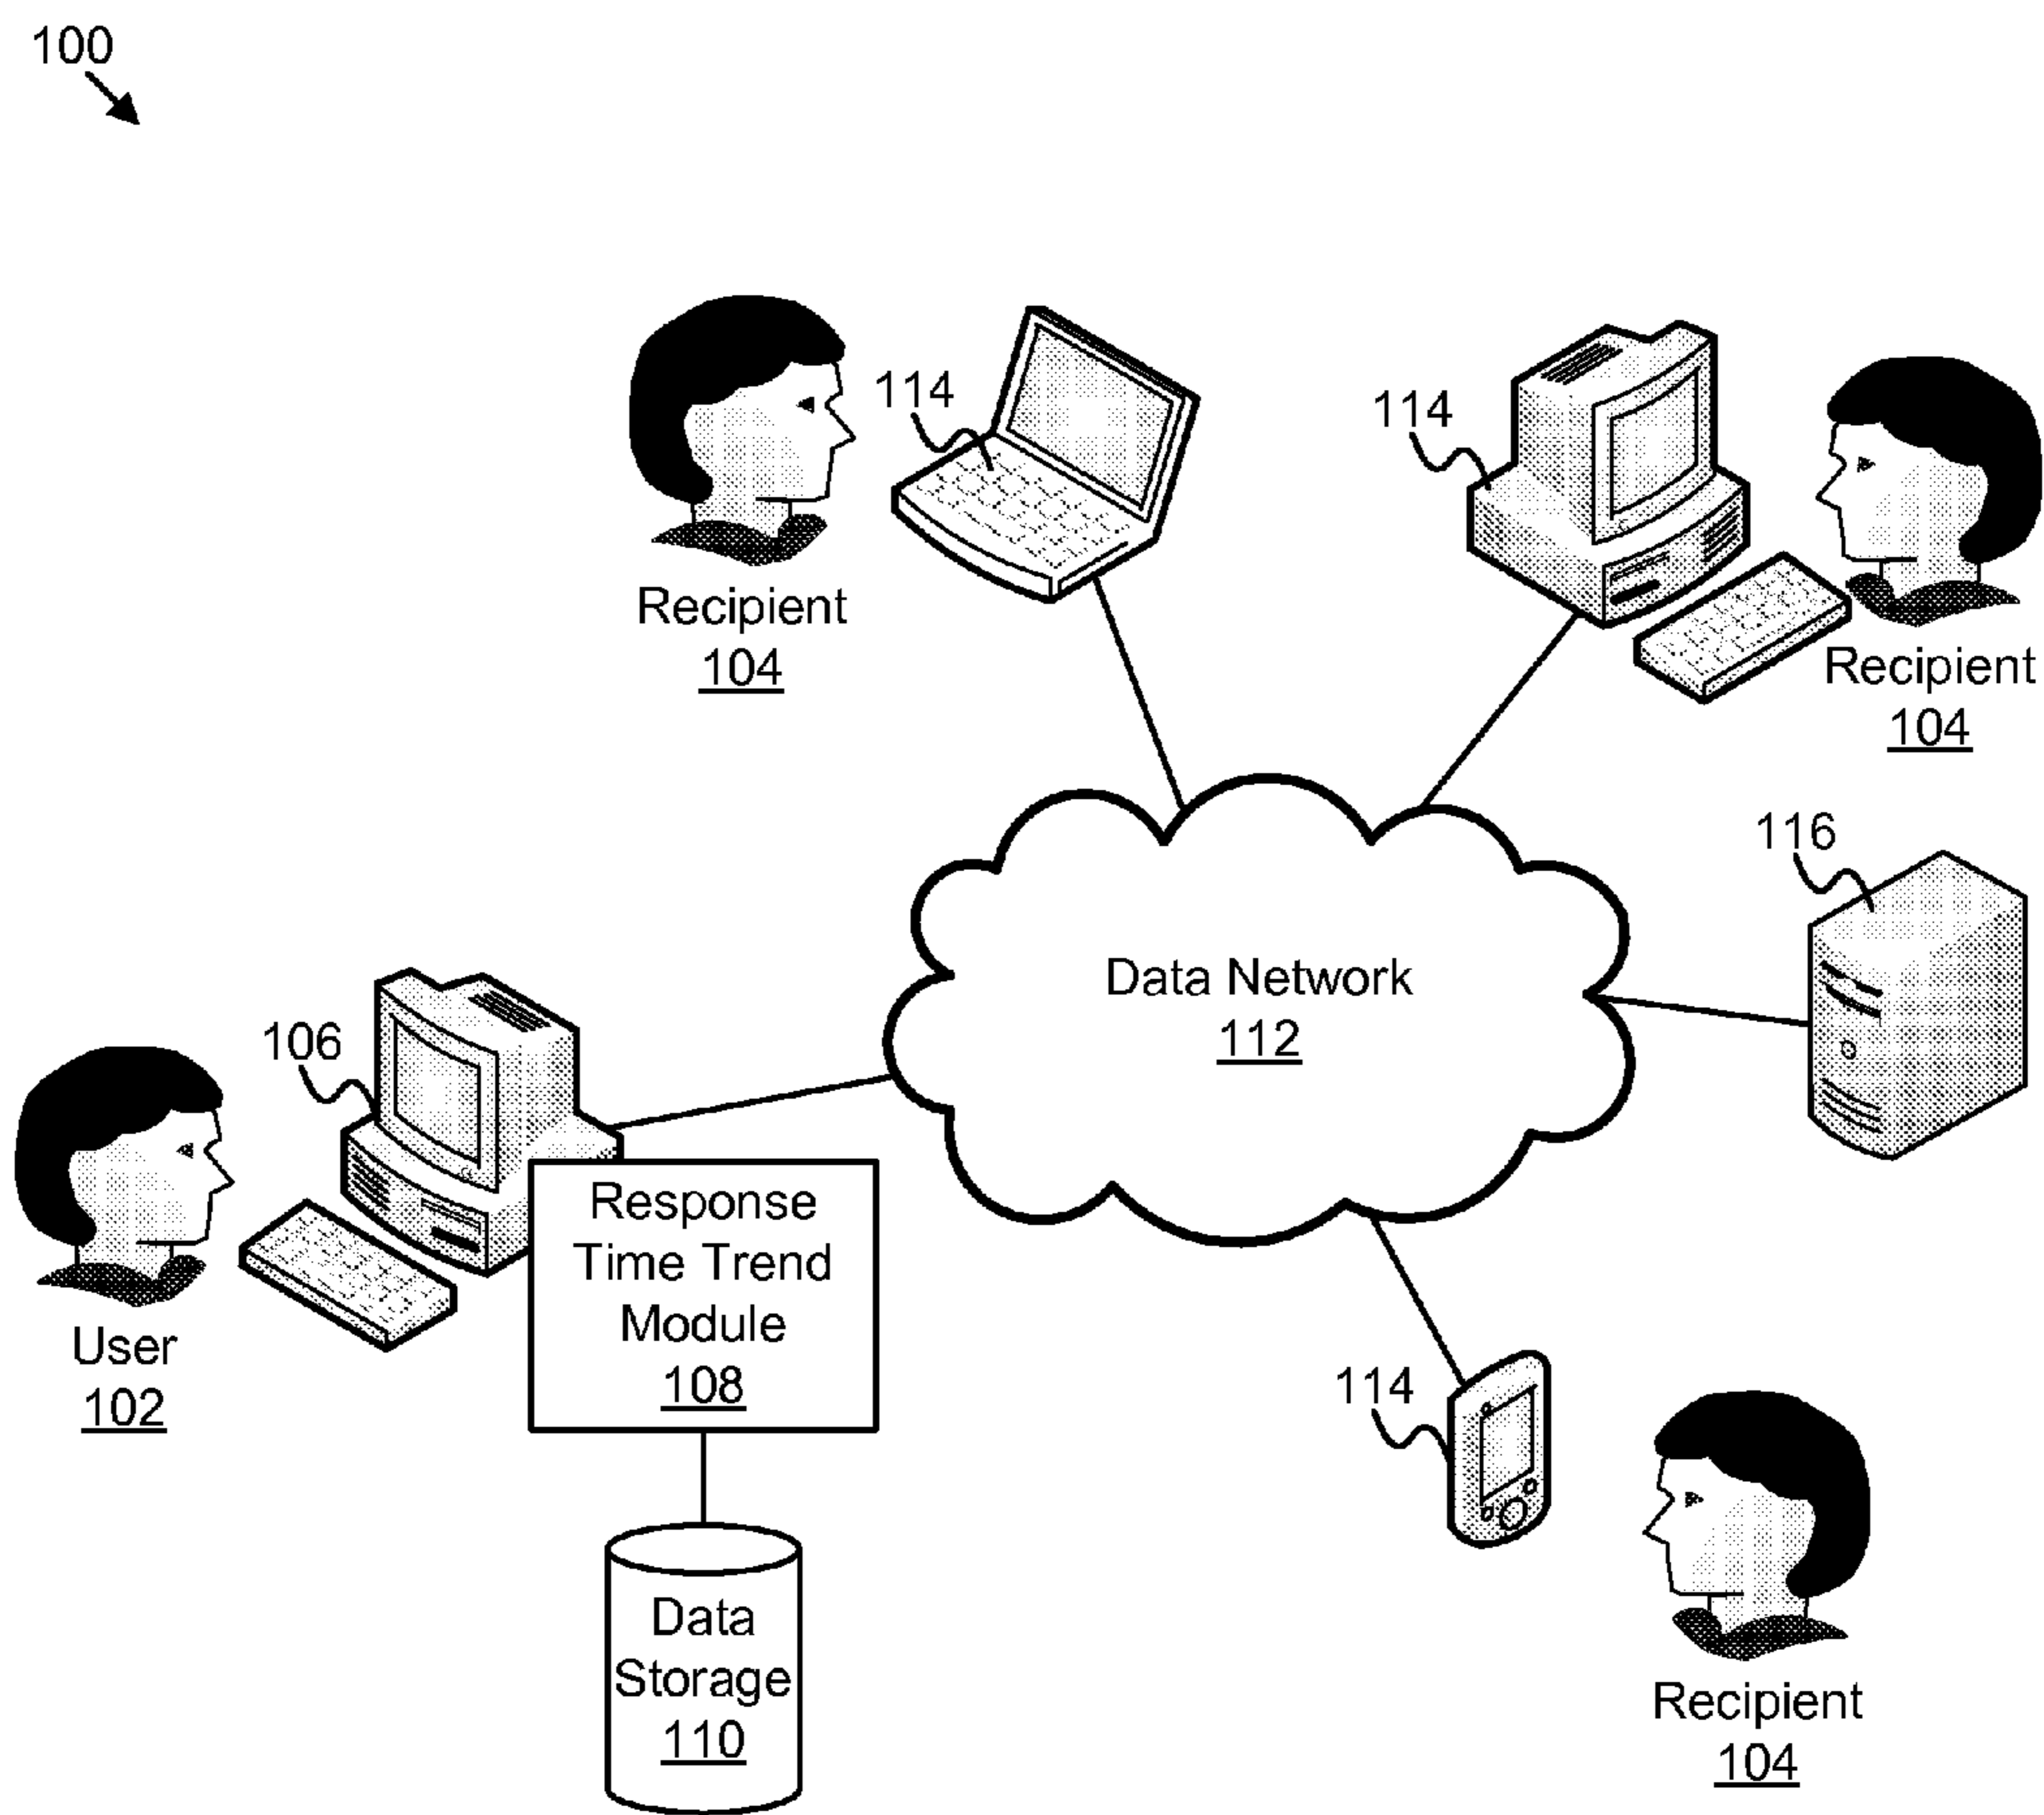 100
114
114
Recipient
104
Recipient
104
116
Data Network
112
106
Response
Time Trend
Module
108
User
102
114
Data
Storage
110
Recipient
104